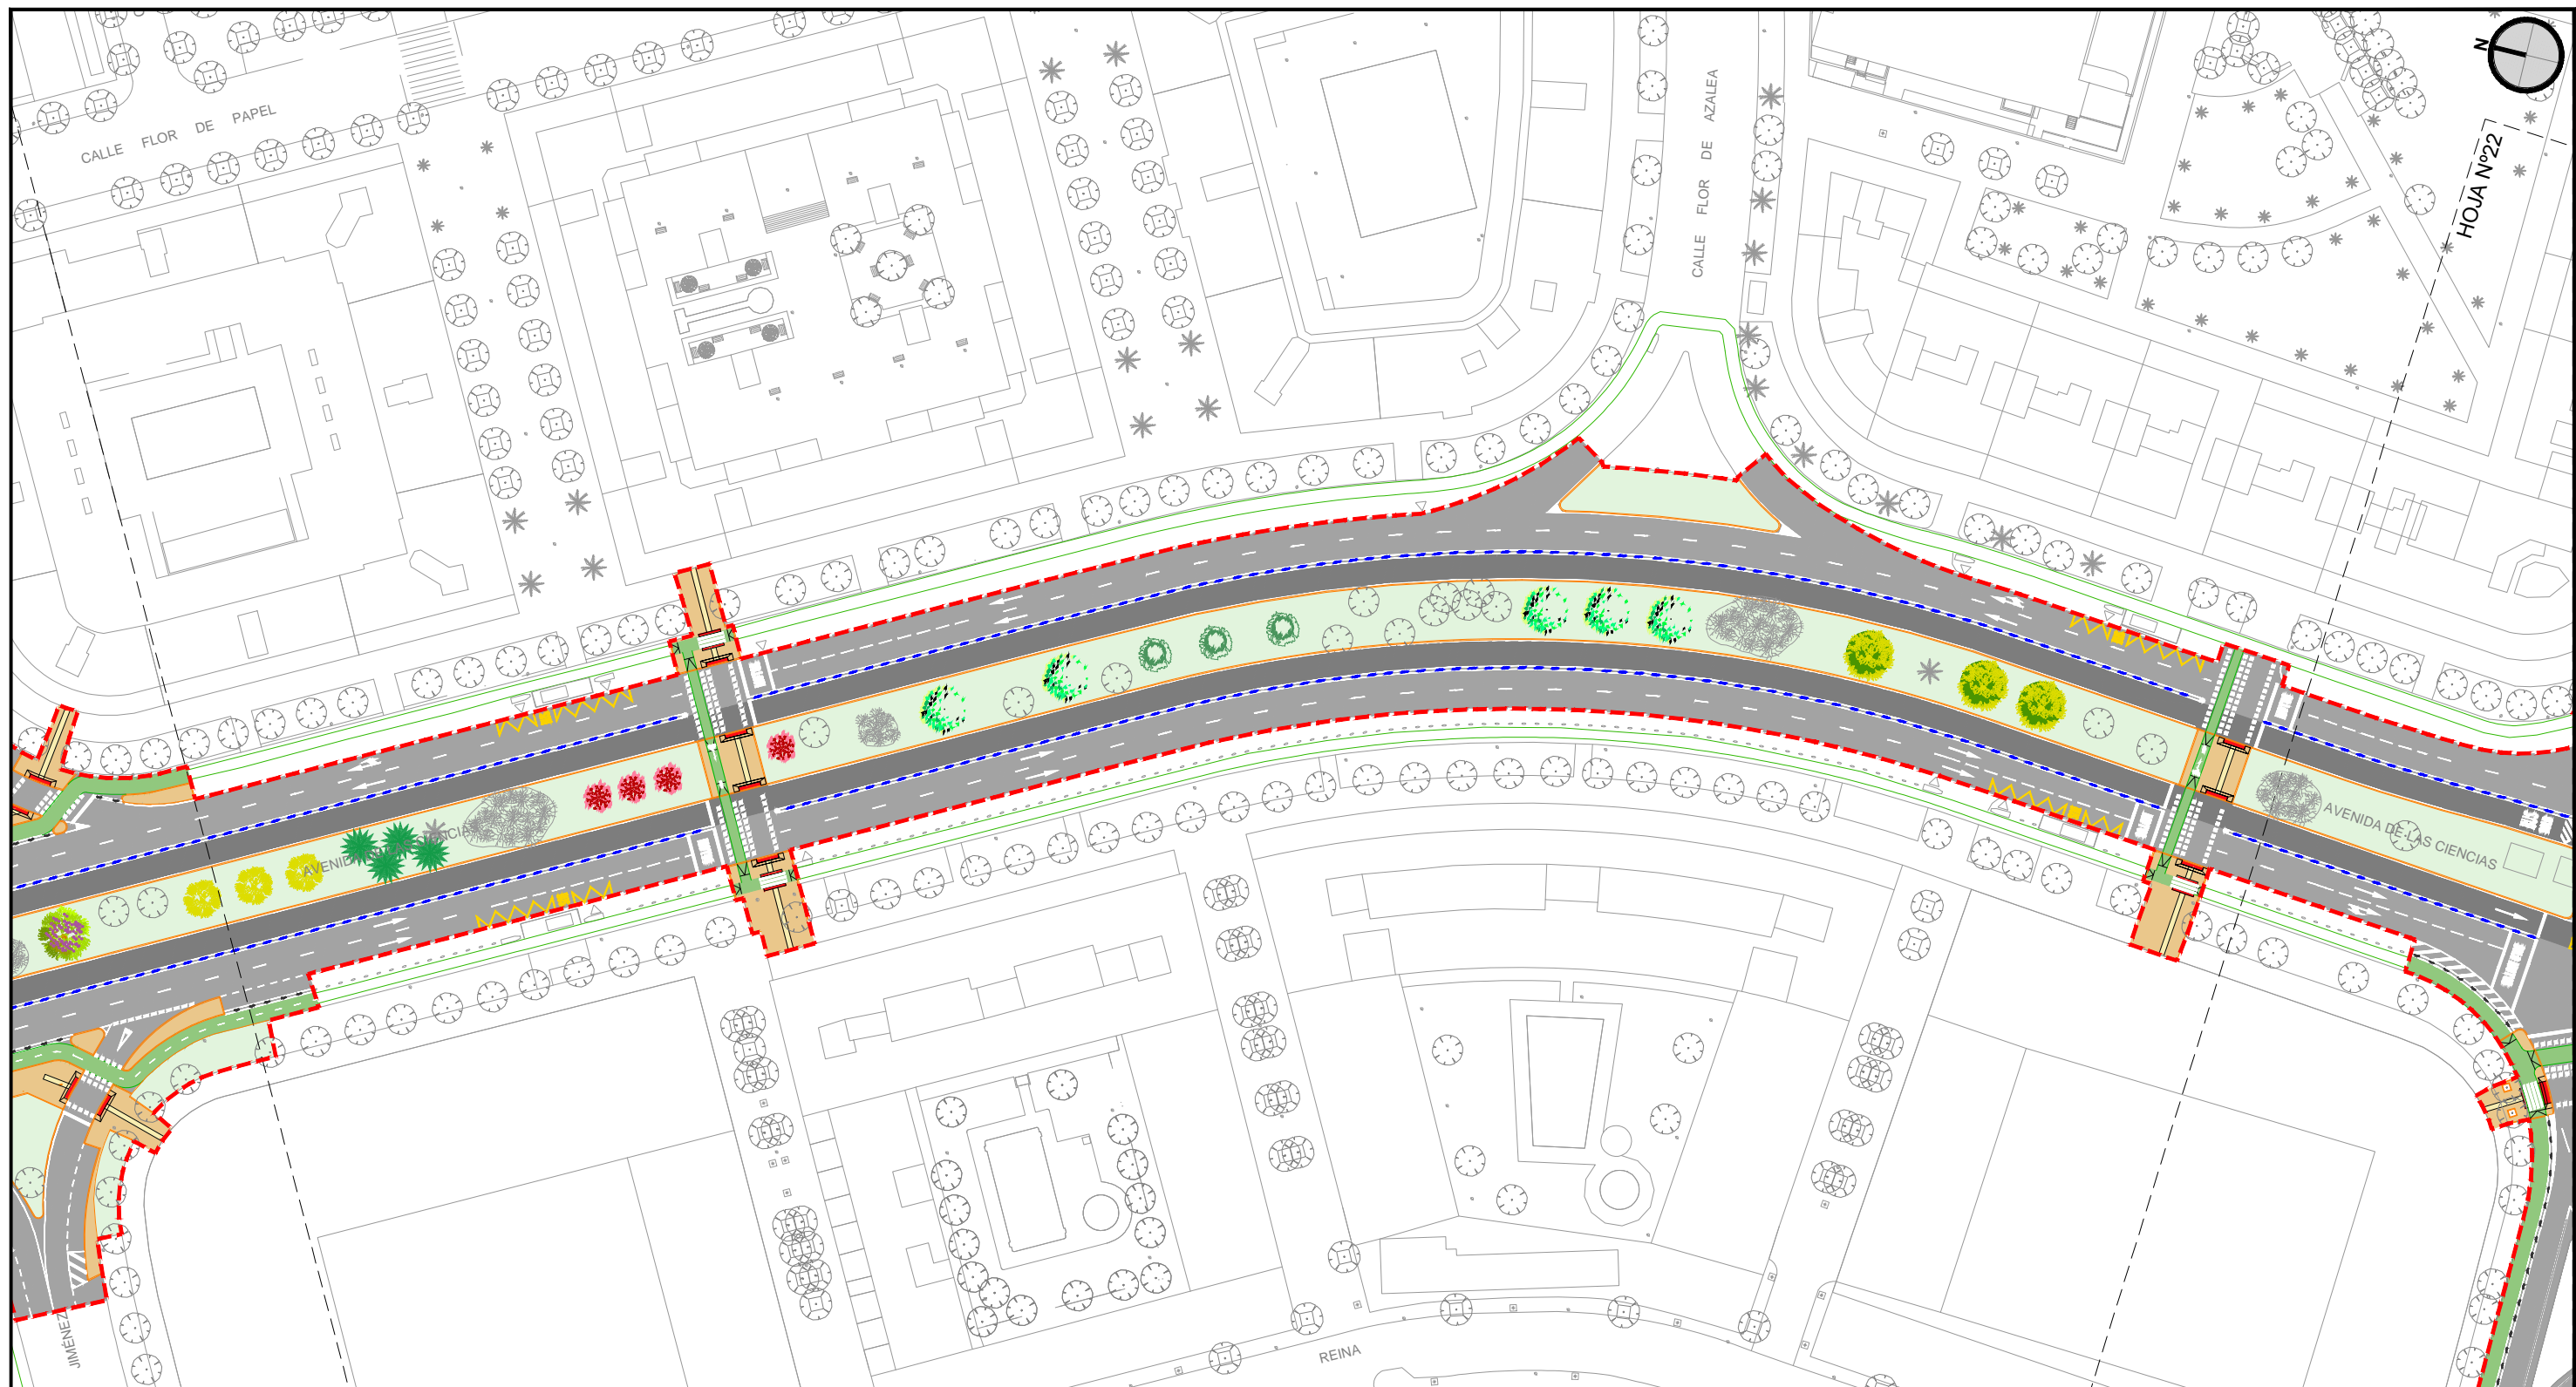 N
CALLE FLOR DE PAPEL
CALLE FLOR DE AZALEA
HOJA Nº22
AVENIDA DE LAS CIENCIAS
JIMÉNEZ
REINA